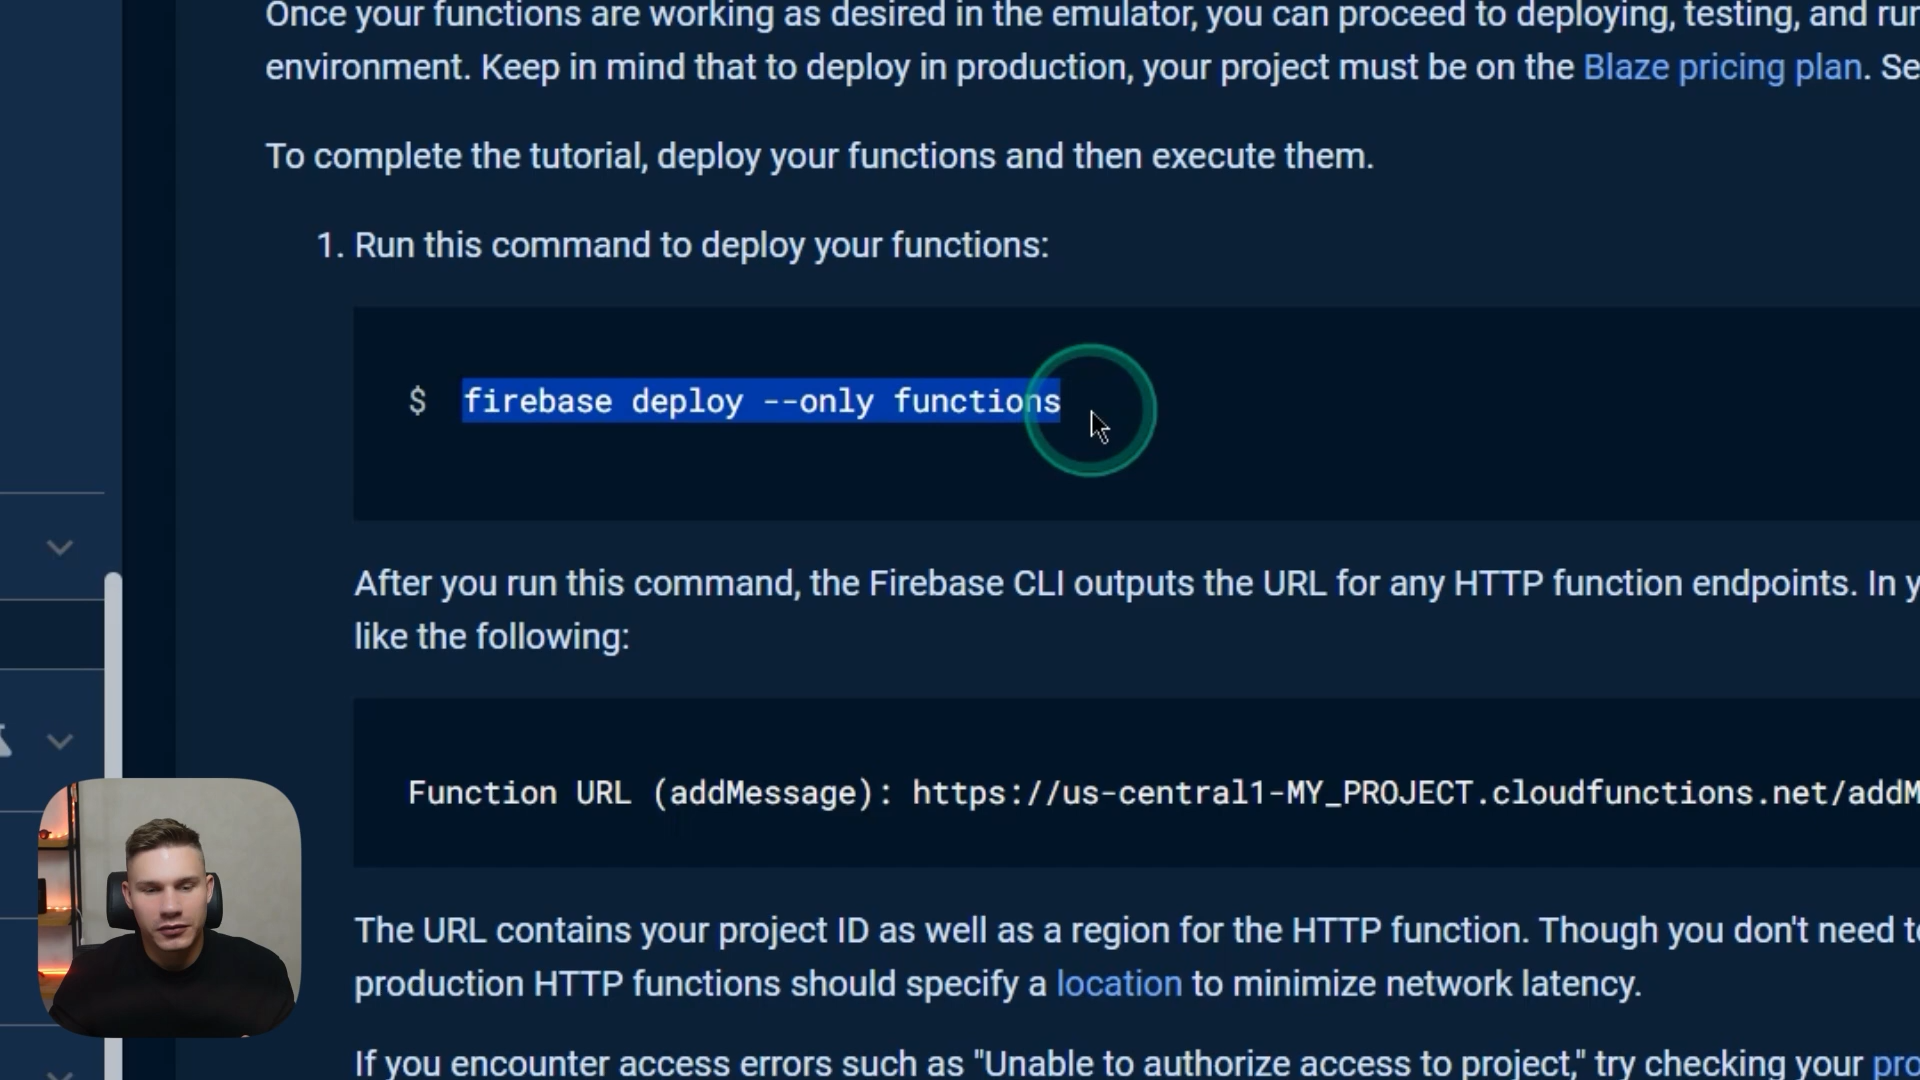 Once your functions are working as desired in the emulator, you can proceed to deploying, testing, and
environment. Keep in mind that to deploy in production, your project must be on the Blaze pricing plan.
To complete the tutorial, deploy your functions and then execute them.
1. Run this command to deploy your functions:
$ firebase deploy --only functions
After you run this command, the Firebase CLI outputs the URL for any HTTP function endpoints. In
like the following:
Function URL (addMessage): https://us-central1-MY_PROJECT.cloudfunctions.net/addM
The URL contains your project ID as well as a region for the HTTP function. Though you don't need
production HTTP functions should specify a location to minimize network latency.
If you encounter access errors such as "Unable to authorize access to project," try checking your